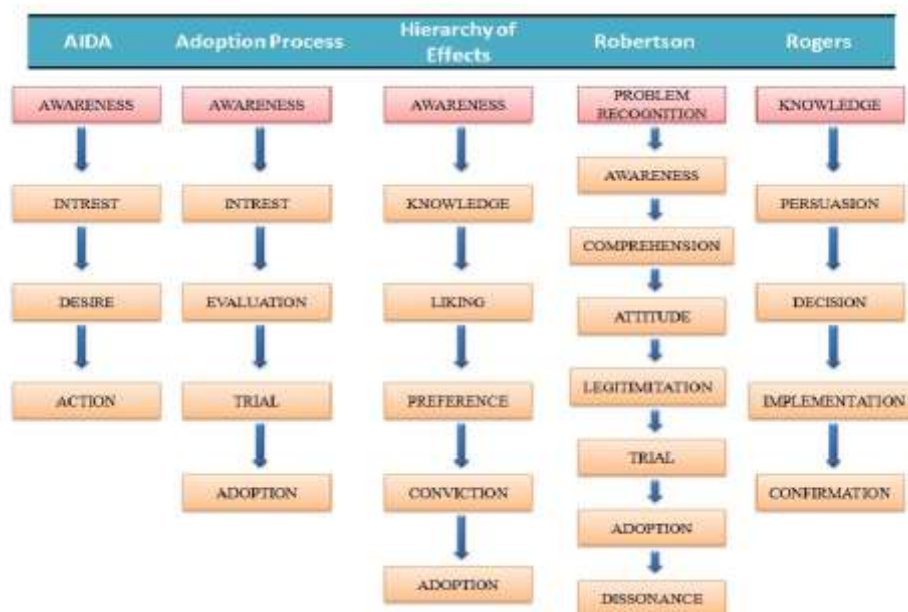 AIDA
Adoption Process
Hierarchy of
Effects
Robertson
Rogers
AWARENESS
INTREST
DESIRE
ACTION
AWARENESS
INTREST
EVALUATION
TRIAL
ADOPTION
AWARENESS
KNOWLEDGE
LIKING
PREFERENCE
CONVICTION
ADOPTION
PROBLEM
RECOGNITION
AWARENESS
COMPREHENSION
ATTITUDE
LEGITIMITATION
TRIAL
ADOPTION
DISSONANCE
KNOWLEDGE
PERSUASION
DECISION
IMPLEMENTATION
CONFIRMATION